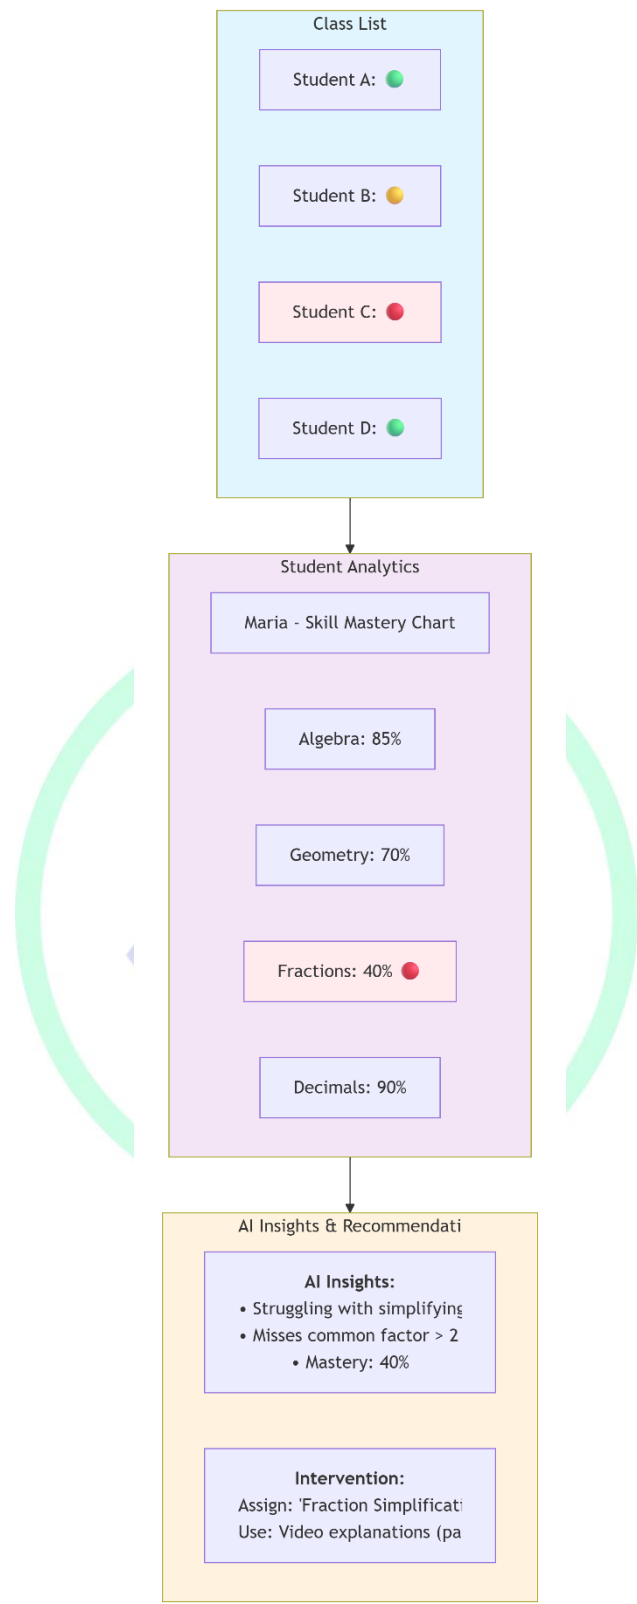 Class List
Student A:
Student B:
Student C:
Student D:
Student Analytics
Maria - Skill Mastery Chart
Algebra: 85%
Geometry: 70%
Fractions: 40%
Decimals: 90%
AI Insights & Recommendati
AI Insights:
• Struggling with simplifying
• Misses common factor > 2
• Mastery: 40%
Intervention:
Assign: 'Fraction Simplificati
Use: Video explanations (pa